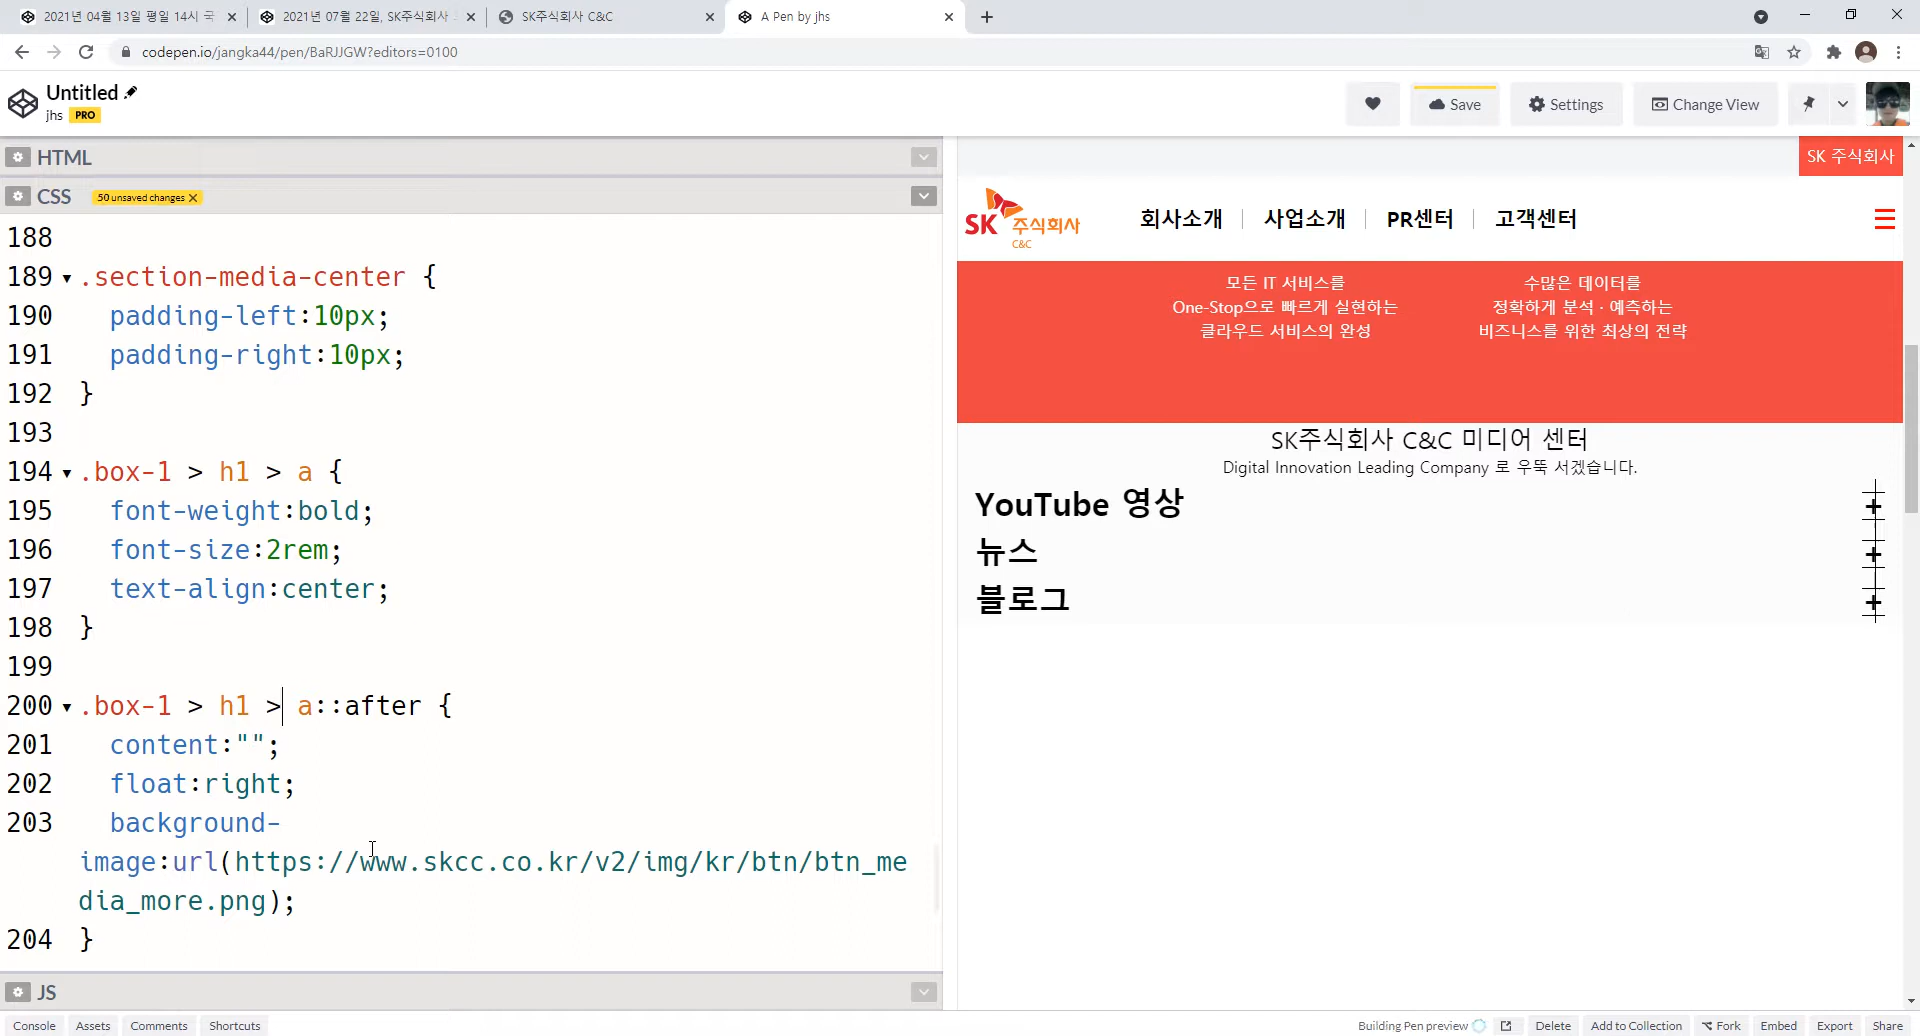 2021년 04월 13일 평일 14시 국
2021년 07월 22일, SK주식회사
SK주식회사 C&C
A Pen by jhs
codepen.io/jangka44/pen/BaRJJGW?editors=0100
Untitled
jhs PRO
Save
Settings
Change View
HTML
CSS
50 unsaved changes
188
189 .section-media-center {
190 padding-left:10px;
191 padding-right:10px;
192 }
193
194 .box-1 > h1 > a {
195 font-weight:bold;
196 font-size:2rem;
197 text-align:center;
198 }
199
200 .box-1 > h1 > a::after {
201 content:"";
202 float:right;
203 background-
image:url(https://www.skcc.co.kr/v2/img/kr/btn/btn_me
dia_more.png);
204 }
JS
SK 주식회사
SK 주식회사
C&C
회사소개
사업소개
PR센터
고객센터
모든 IT 서비스를
One-Stop으로 빠르게 실현하는
클라우드 서비스의 완성
수많은 데이터를
정확하게 분석 · 예측하는
비즈니스를 위한 최상의 전략
SK주식회사 C&C 미디어 센터
Digital Innovation Leading Company 로 우뚝 서겠습니다.
YouTube 영상
뉴스
블로그
Console
Assets
Comments
Shortcuts
Building Pen preview
Delete
Add to Collection
Fork
Embed
Export
Share